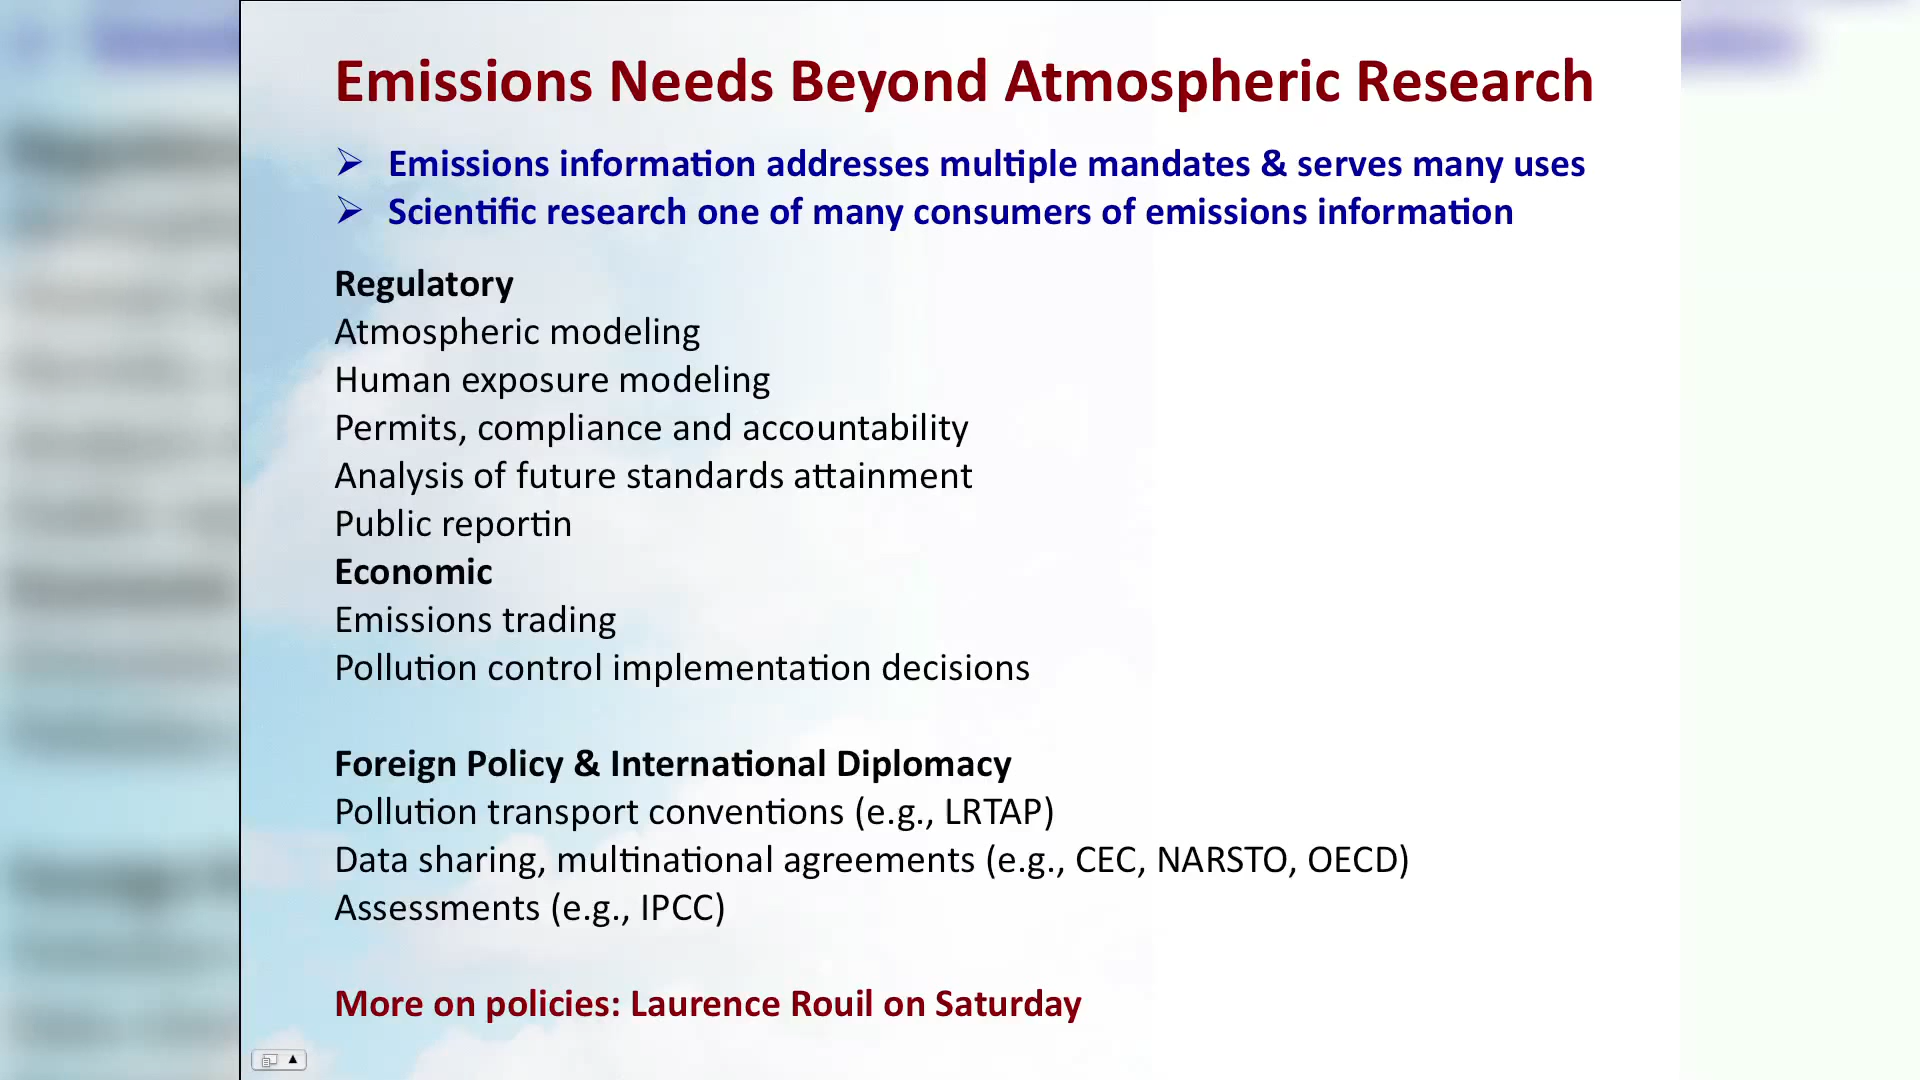 Emissions Needs Beyond Atmospheric Research
Emissions information addresses multiple mandates & serves many uses
Scientific research one of many consumers of emissions information
Regulatory
Atmospheric modeling
Human exposure modeling
Permits, compliance and accountability
Analysis of future standards attainment
Public reportin
Economic
Emissions trading
Pollution control implementation decisions
Foreign Policy & International Diplomacy
Pollution transport conventions (e.g., LRTAP)
Data sharing, multinational agreements (e.g., CEC, NARSTO, OECD)
Assessments (e.g., IPCC)
More on policies: Laurence Rouil on Saturday